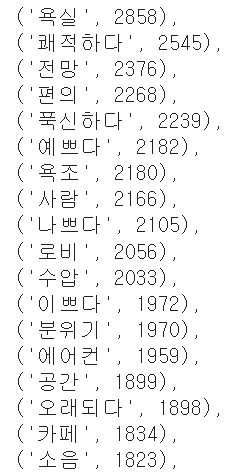 ('욕실', 2858),
('쾌적하다', 2545),
('전망', 2376),
('편의', 2268),
('푹신하다', 2239),
('예쁘다', 2182),
('욕조', 2180),
('사람', 2166),
('나쁘다', 2105),
('로비', 2056),
('수압', 2033),
('이쁘다', 1972),
('분위기', 1970),
('에어컨', 1959),
('공간', 1899),
('오래되다', 1898),
('카페', 1834),
('소음', 1823),